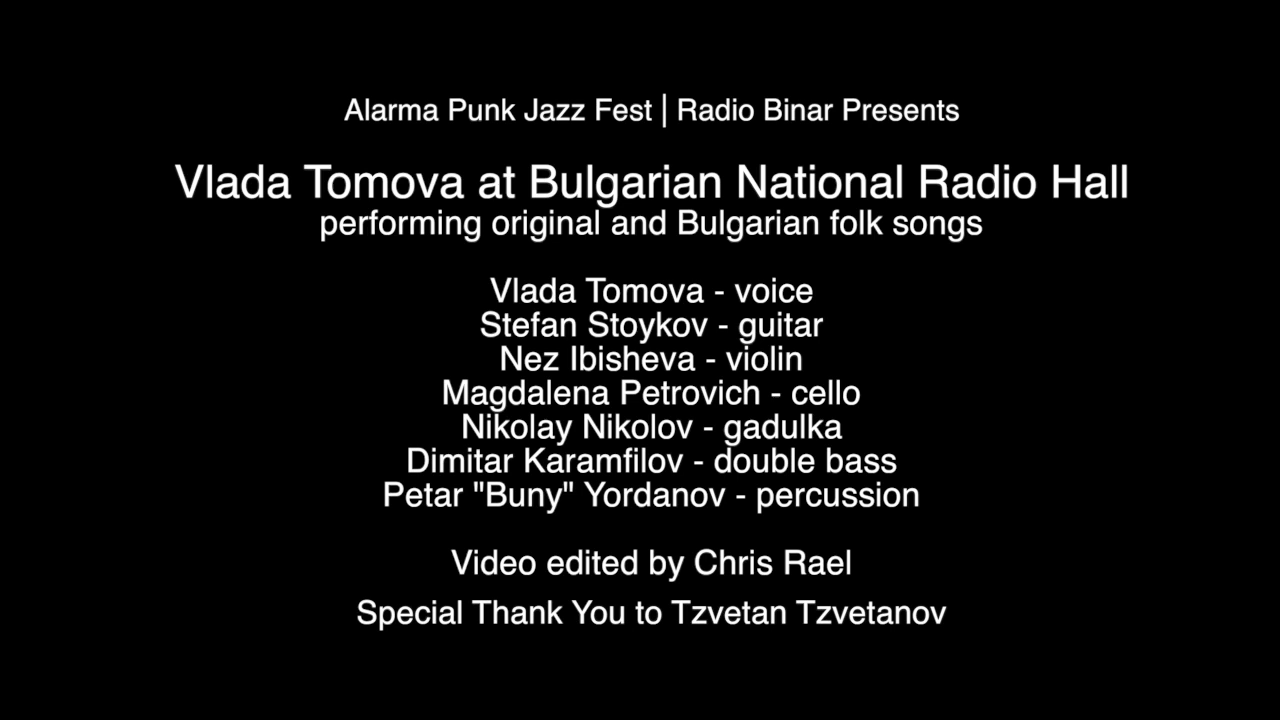 Alarma Punk Jazz Fest | Radio Binar Presents
Vlada Tomova at Bulgarian National Radio Hall
performing original and Bulgarian folk songs
Vlada Tomova - voice
Stefan Stoykov - guitar
Nez Ibisheva - violin
Magdalena Petrovich - cello
Nikolay Nikolov - gadulka
Dimitar Karamfilov - double bass
Petar "Buny" Yordanov - percussion
Video edited by Chris Rael
Special Thank You to Tzvetan Tzvetanov